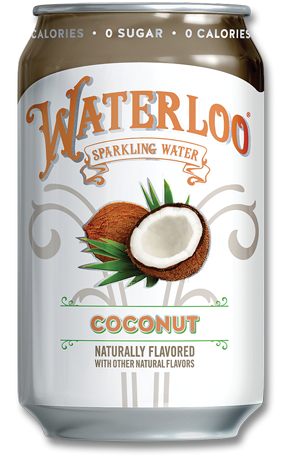 CALORIES • 0 SUGAR • 0 CALORIES
WATERLOO®
SPARKLING WATER
COCONUT
NATURALLY FLAVORED
WITH OTHER NATURAL FLAVORS